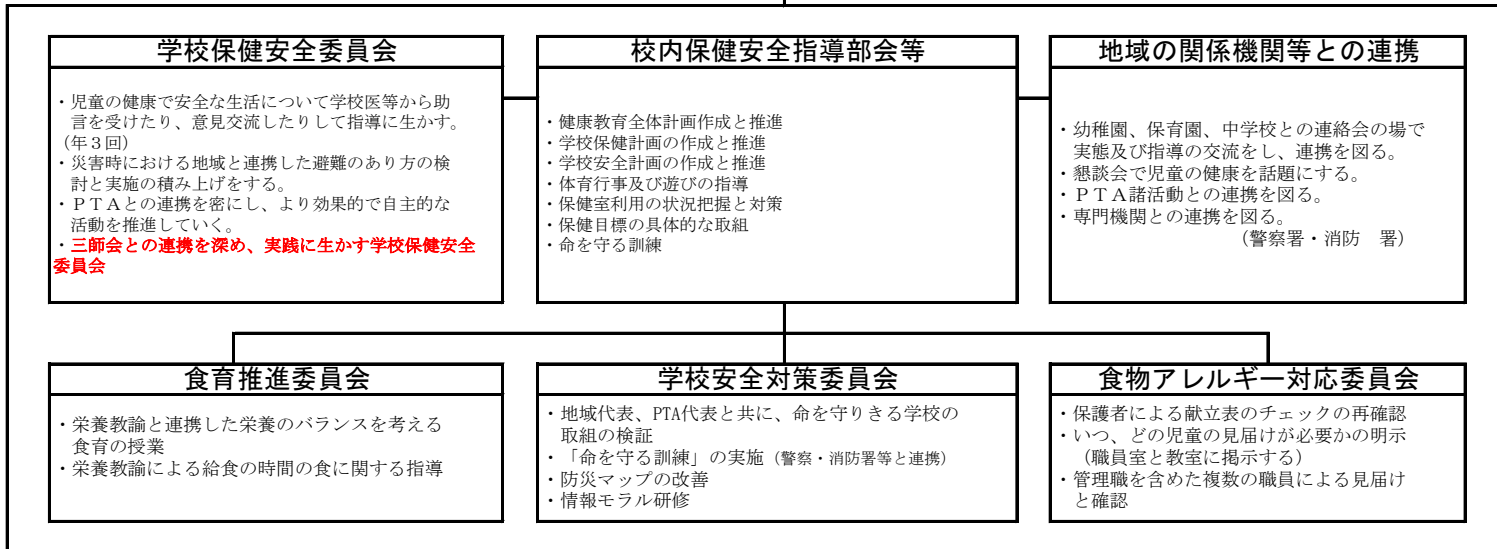 学校保健安全委員会
・児童の健康で安全な生活について学校医等から助
言を受けたり、意見交流したりして指導に生かす。
（年３回）
・災害時における地域と連携した避難のあり方の検
討と実施の積み上げをする。
・ＰＴＡとの連携を密にし、より効果的で自主的な
活動を推進していく。
・三師会との連携を深め、実践に生かす学校保健安全
委員会
校内保健安全指導部会等
・健康教育全体計画作成と推進
・学校保健計画の作成と推進
・学校安全計画の作成と推進
・体育行事及び遊びの指導
・保健室利用の状況把握と対策
・保健目標の具体的な取組
・命を守る訓練
地域の関係機関等との連携
・幼稚園、保育園、中学校との連絡会の場で
実態及び指導の交流をし、連携を図る。
・懇談会で児童の健康を話題にする。
・ＰＴＡ諸活動との連携を図る。
・専門機関との連携を図る。
（警察署・消防　署）
食育推進委員会
・栄養教諭と連携した栄養のバランスを考える
食育の授業
・栄養教諭による給食の時間の食に関する指導
学校安全対策委員会
・地域代表、PTA代表と共に、命を守りきる学校の
取組の検証
・「命を守る訓練」の実施（警察・消防署等と連携）
・防災マップの改善
・情報モラル研修
食物アレルギー対応委員会
・保護者による献立表のチェックの再確認
・いつ、どの児童の見届けが必要かの明示
（職員室と教室に掲示する）
・管理職を含めた複数の職員による見届け
と確認